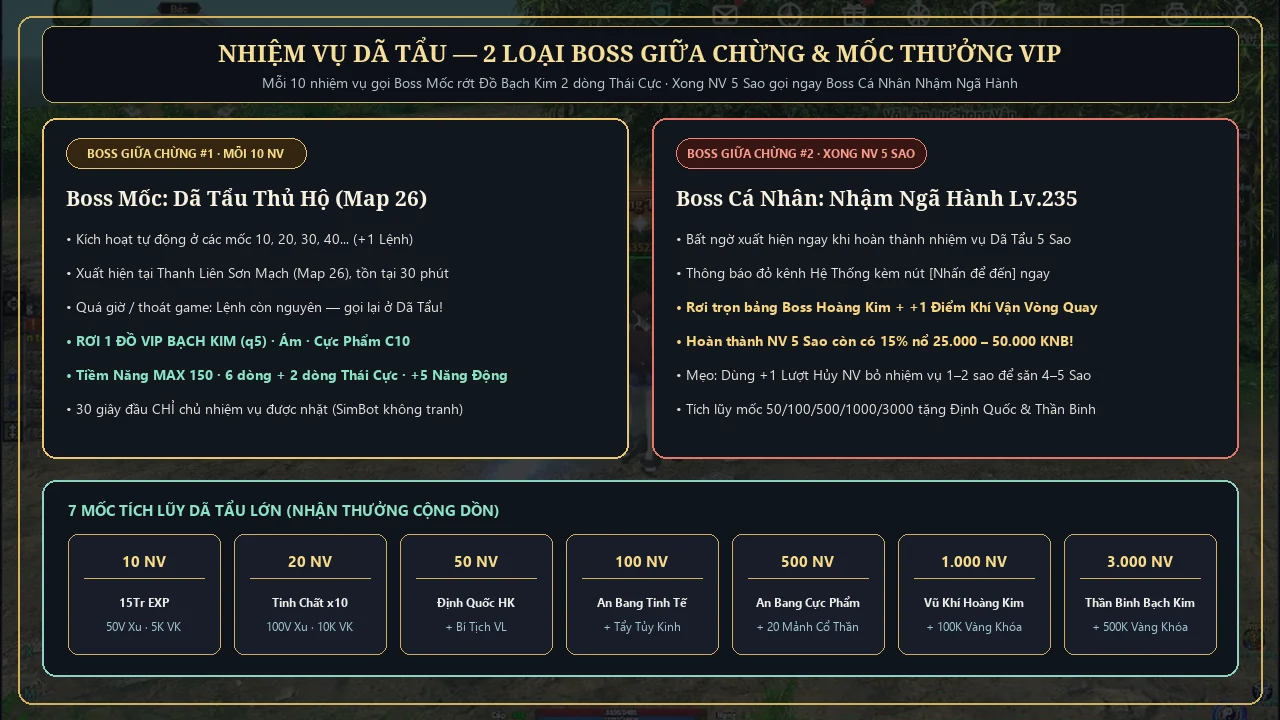 NHIỆM VỤ DÃ TẨU — 2 LOẠI BOSS GIỮA CHỪNG & MỐC THƯỞNG VIP
Mỗi 10 nhiệm vụ gọi Boss Mốc rớt Đồ Bạch Kim 2 dòng Thái Cực · Xong NV 5 Sao gọi ngay Boss Cá Nhân Nhậm Ngã Hành
BOSS GIỮA CHỪNG #1 · MỖI 10 NV
Boss Mốc: Dã Tẩu Thủ Hộ (Map 26)
• Kích hoạt tự động ở các mốc 10, 20, 30, 40... (+1 Lệnh)
• Xuất hiện tại Thanh Liên Sơn Mạch (Map 26), tồn tại 30 phút
• Quá giờ / thoát game: Lệnh còn nguyên — gọi lại ở Dã Tẩu!
• RƠI 1 ĐỒ VIP BẠCH KIM (q5) · Ám · Cực Phẩm C10
• Tiềm Năng MAX 150 · 6 dòng + 2 dòng Thái Cực · +5 Năng Động
• 30 giây đầu CHỈ chủ nhiệm vụ được nhặt (SimBot không tranh)
BOSS GIỮA CHỪNG #2 · XONG NV 5 SAO
Boss Cá Nhân: Nhậm Ngã Hành Lv.235
• Bất ngờ xuất hiện ngay khi hoàn thành nhiệm vụ Dã Tẩu 5 Sao
• Thông báo đỏ kênh Hệ Thống kèm nút [Nhấn để đến] ngay
• Rơi trọn bảng Boss Hoàng Kim + +1 Điểm Khí Vận Vòng Quay
• Hoàn thành NV 5 Sao còn có 15% nổ 25.000 – 50.000 KNB!
• Mẹo: Dùng +1 Lượt Hủy NV bỏ nhiệm vụ 1–2 sao để săn 4–5 Sao
• Tích lũy mốc 50/100/500/1000/3000 tặng Định Quốc & Thần Binh
7 MỐC TÍCH LŨY DÃ TẨU LỚN (NHẬN THƯỞNG CỘNG DỒN)
10 NV
15Tr EXP
50V Xu · 5K VK
20 NV
Tinh Chất x10
100V Xu · 10K VK
50 NV
Định Quốc HK
+ Bí Tịch VL
100 NV
An Bang Tinh Tế
+ Tẩy Tủy Kinh
500 NV
An Bang Cực Phẩm
+ 20 Mảnh Cổ Thần
1.000 NV
Vũ Khí Hoàng Kim
+ 100K Vàng Khóa
3.000 NV
Thần Binh Bạch Kim
+ 500K Vàng Khóa